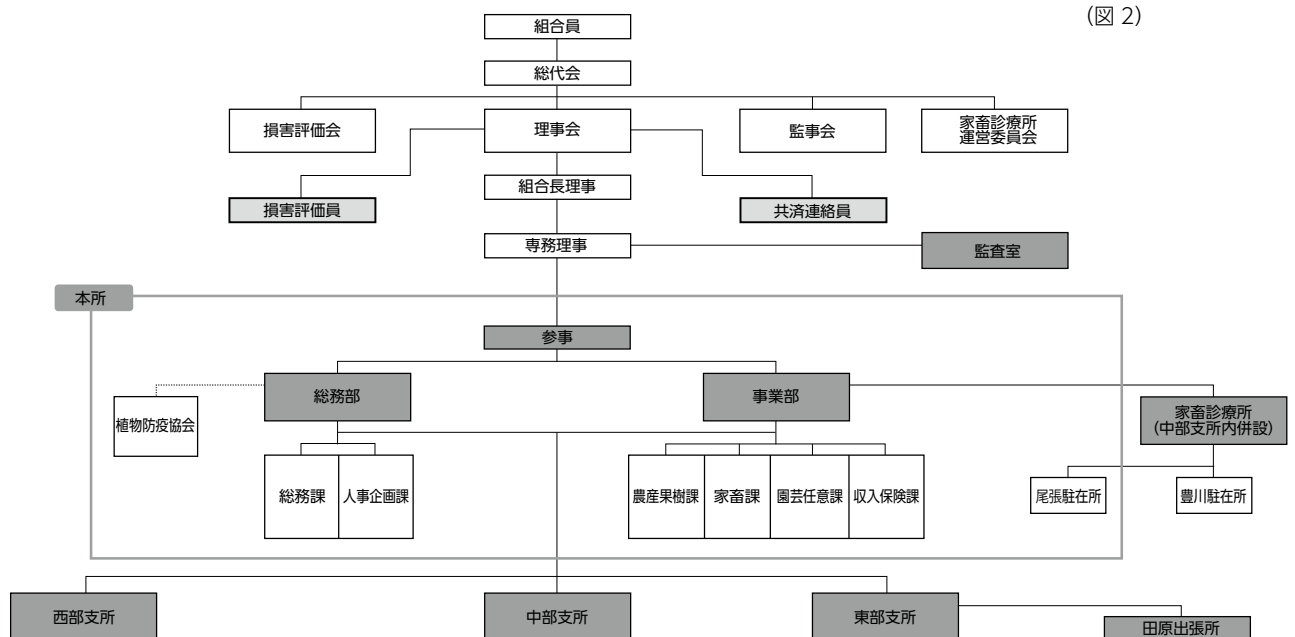 (図 2)
組合員
総代会
損害評価会
理事会
監事会
家畜診療所
運営委員会
組合長理事
損害評価員
共済連絡員
専務理事
監査室
本所
参事
総務部
事業部
植物防疫協会
家畜診療所
(中部支所内併設)
総務課
人事企画課
農産果樹課
家畜課
園芸任意課
収入保険課
尾張駐在所
豊川駐在所
西部支所
中部支所
東部支所
田原出張所